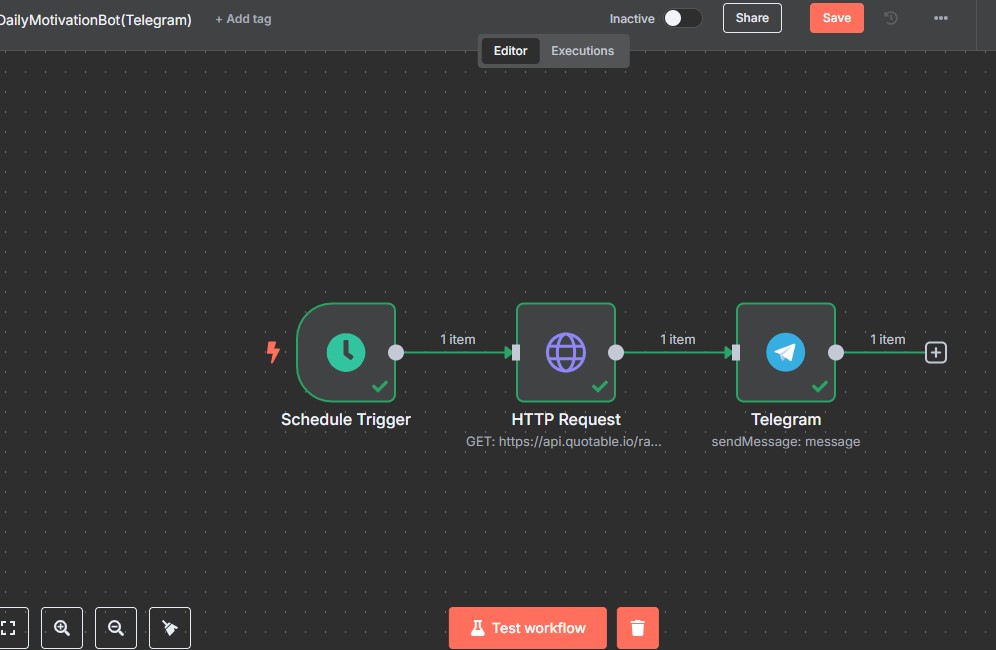 DailyMotivationBot(Telegram)
+ Add tag
Inactive
Share
Save
Editor
Executions
1 item
1 item
1 item
Schedule Trigger
HTTP Request
GET: https://api.quotable.io/ra...
Telegram
sendMessage: message
Test workflow